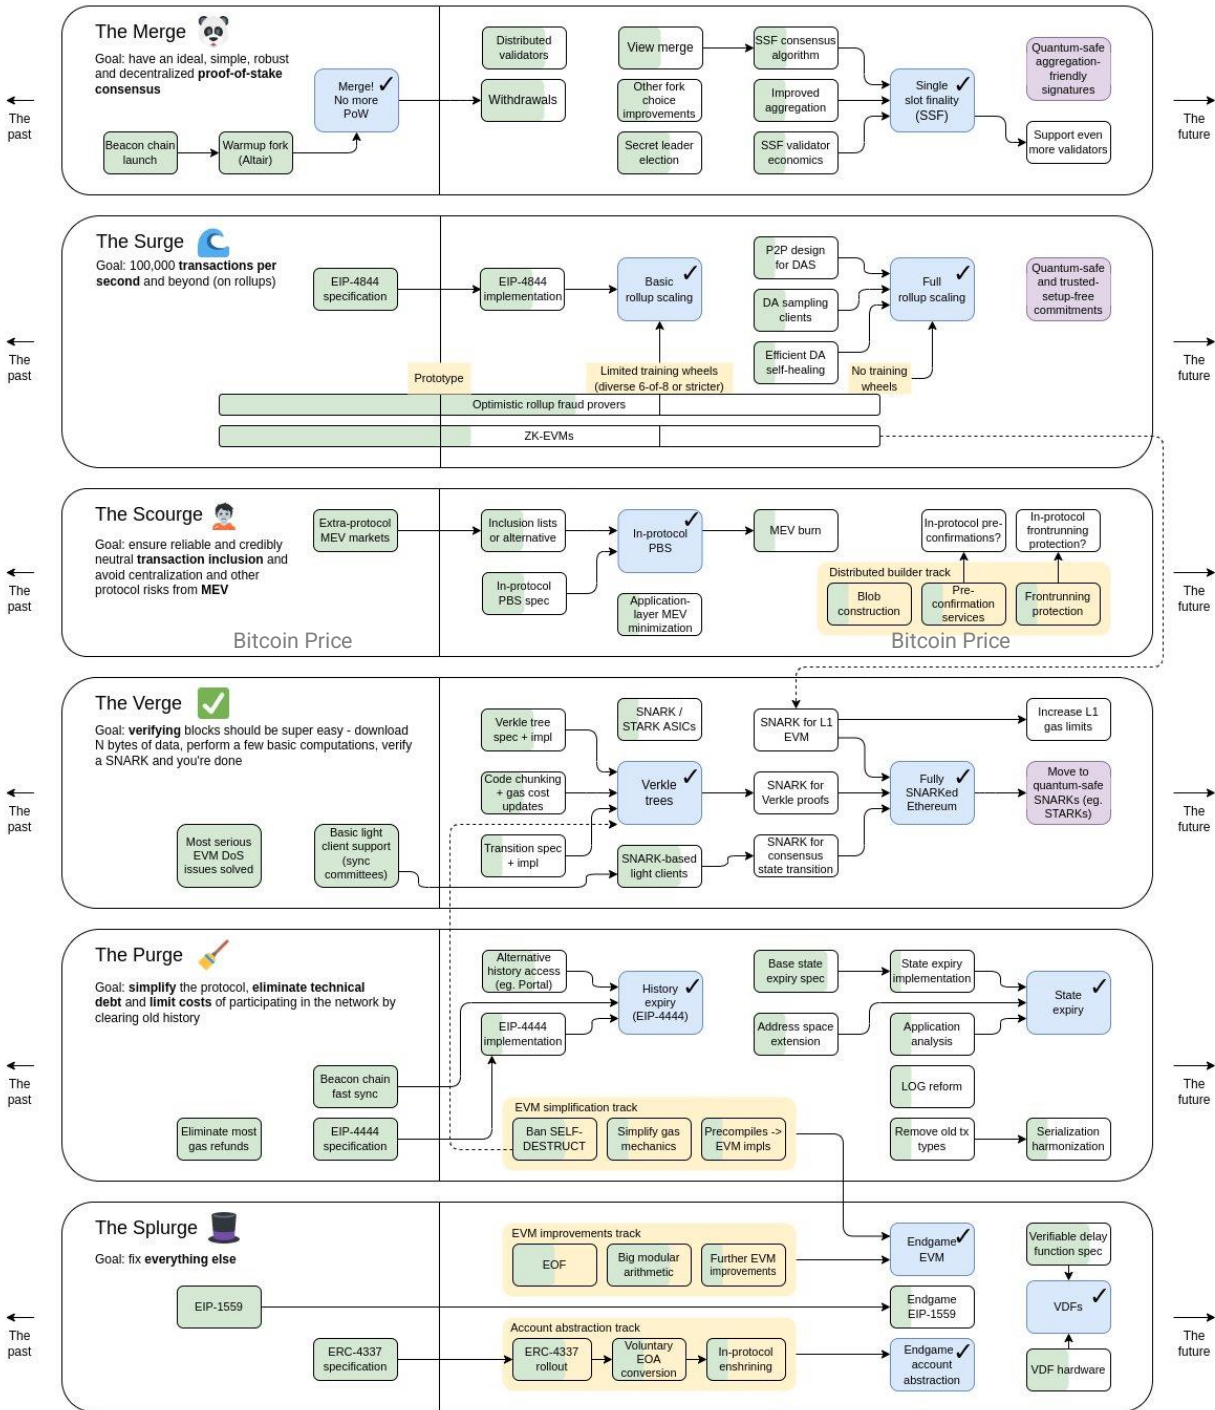 The Merge
Goal: have an ideal, simple, robust
and decentralized proof-of-stake
consensus
Beacon chain
launch
Warmup fork
(Altair)
Merge!
No more
PoW
Distributed
validators
Withdrawals
View merge
Other fork
choice
improvements
Secret leader
election
SSF consensus
algorithm
Improved
aggregation
SSF validator
economics
Single
slot finality
(SSF)
Quantum-safe
aggregation-
friendly
signatures
Support even
more validators
The
past
The
future
The Surge
Goal: 100,000 transactions per
second and beyond (on rollups)
EIP-4844
specification
EIP-4844
implementation
Basic
rollup scaling
P2P design
for DAS
DA sampling
clients
Efficient DA
self-healing
Full
rollup scaling
Quantum-safe
and trusted-
setup-free
commitments
Prototype
Limited training wheels
(diverse 6-of-8 or stricter)
No training
wheels
Optimistic rollup fraud provers
ZK-EVMs
The
past
The
future
The Scourge
Goal: ensure reliable and credibly
neutral transaction inclusion and
avoid centralization and other
protocol risks from MEV
Extra-protocol
MEV markets
Inclusion lists
or alternative
In-protocol
PBS spec
In-protocol
PBS
Application-
layer MEV
minimization
MEV burn
In-protocol pre-
confirmations?
In-protocol
frontrunning
protection?
Distributed builder track
Blob
construction
Pre-
confirmation
services
Frontrunning
protection
Bitcoin Price
Bitcoin Price
The
past
The
future
The Verge
Goal: verifying blocks should be super easy - download
N bytes of data, perform a few basic computations, verify
a SNARK and you're done
Most serious
EVM DoS
issues solved
Basic light
client support
(sync
committees)
Verkle tree
spec + impl
Code chunking
+ gas cost
updates
Transition spec
+ impl
SNARK /
STARK ASICs
Verkle
trees
SNARK-based
light clients
SNARK for L1
EVM
SNARK for
Verkle proofs
SNARK for
consensus
state transition
Fully
SNARKed
Ethereum
Increase L1
gas limits
Move to
quantum-safe
SNARKs (eg.
STARKs)
The
past
The
future
The Purge
Goal: simplify the protocol, eliminate technical
debt and limit costs of participating in the network by
clearing old history
Eliminate most
gas refunds
Beacon chain
fast sync
EIP-4444
specification
Alternative
history access
(eg. Portal)
EIP-4444
implementation
History
expiry
(EIP-4444)
Base state
expiry spec
Address space
extension
State expiry
implementation
Application
analysis
LOG reform
Remove old tx
types
State
expiry
Serialization
harmonization
EVM simplification track
Ban SELF-
DESTRUCT
Simplify gas
mechanics
Precompiles ->
EVM impls
The
past
The
future
The Splurge
Goal: fix everything else
EIP-1559
ERC-4337
specification
EVM improvements track
EOF
Big modular
arithmetic
Further EVM
improvements
Account abstraction track
ERC-4337
rollout
Voluntary
EOA
conversion
In-protocol
enshrining
Endgame
EVM
Endgame
EIP-1559
Endgame
account
abstraction
Verifiable delay
function spec
VDFs
VDF hardware
The
past
The
future